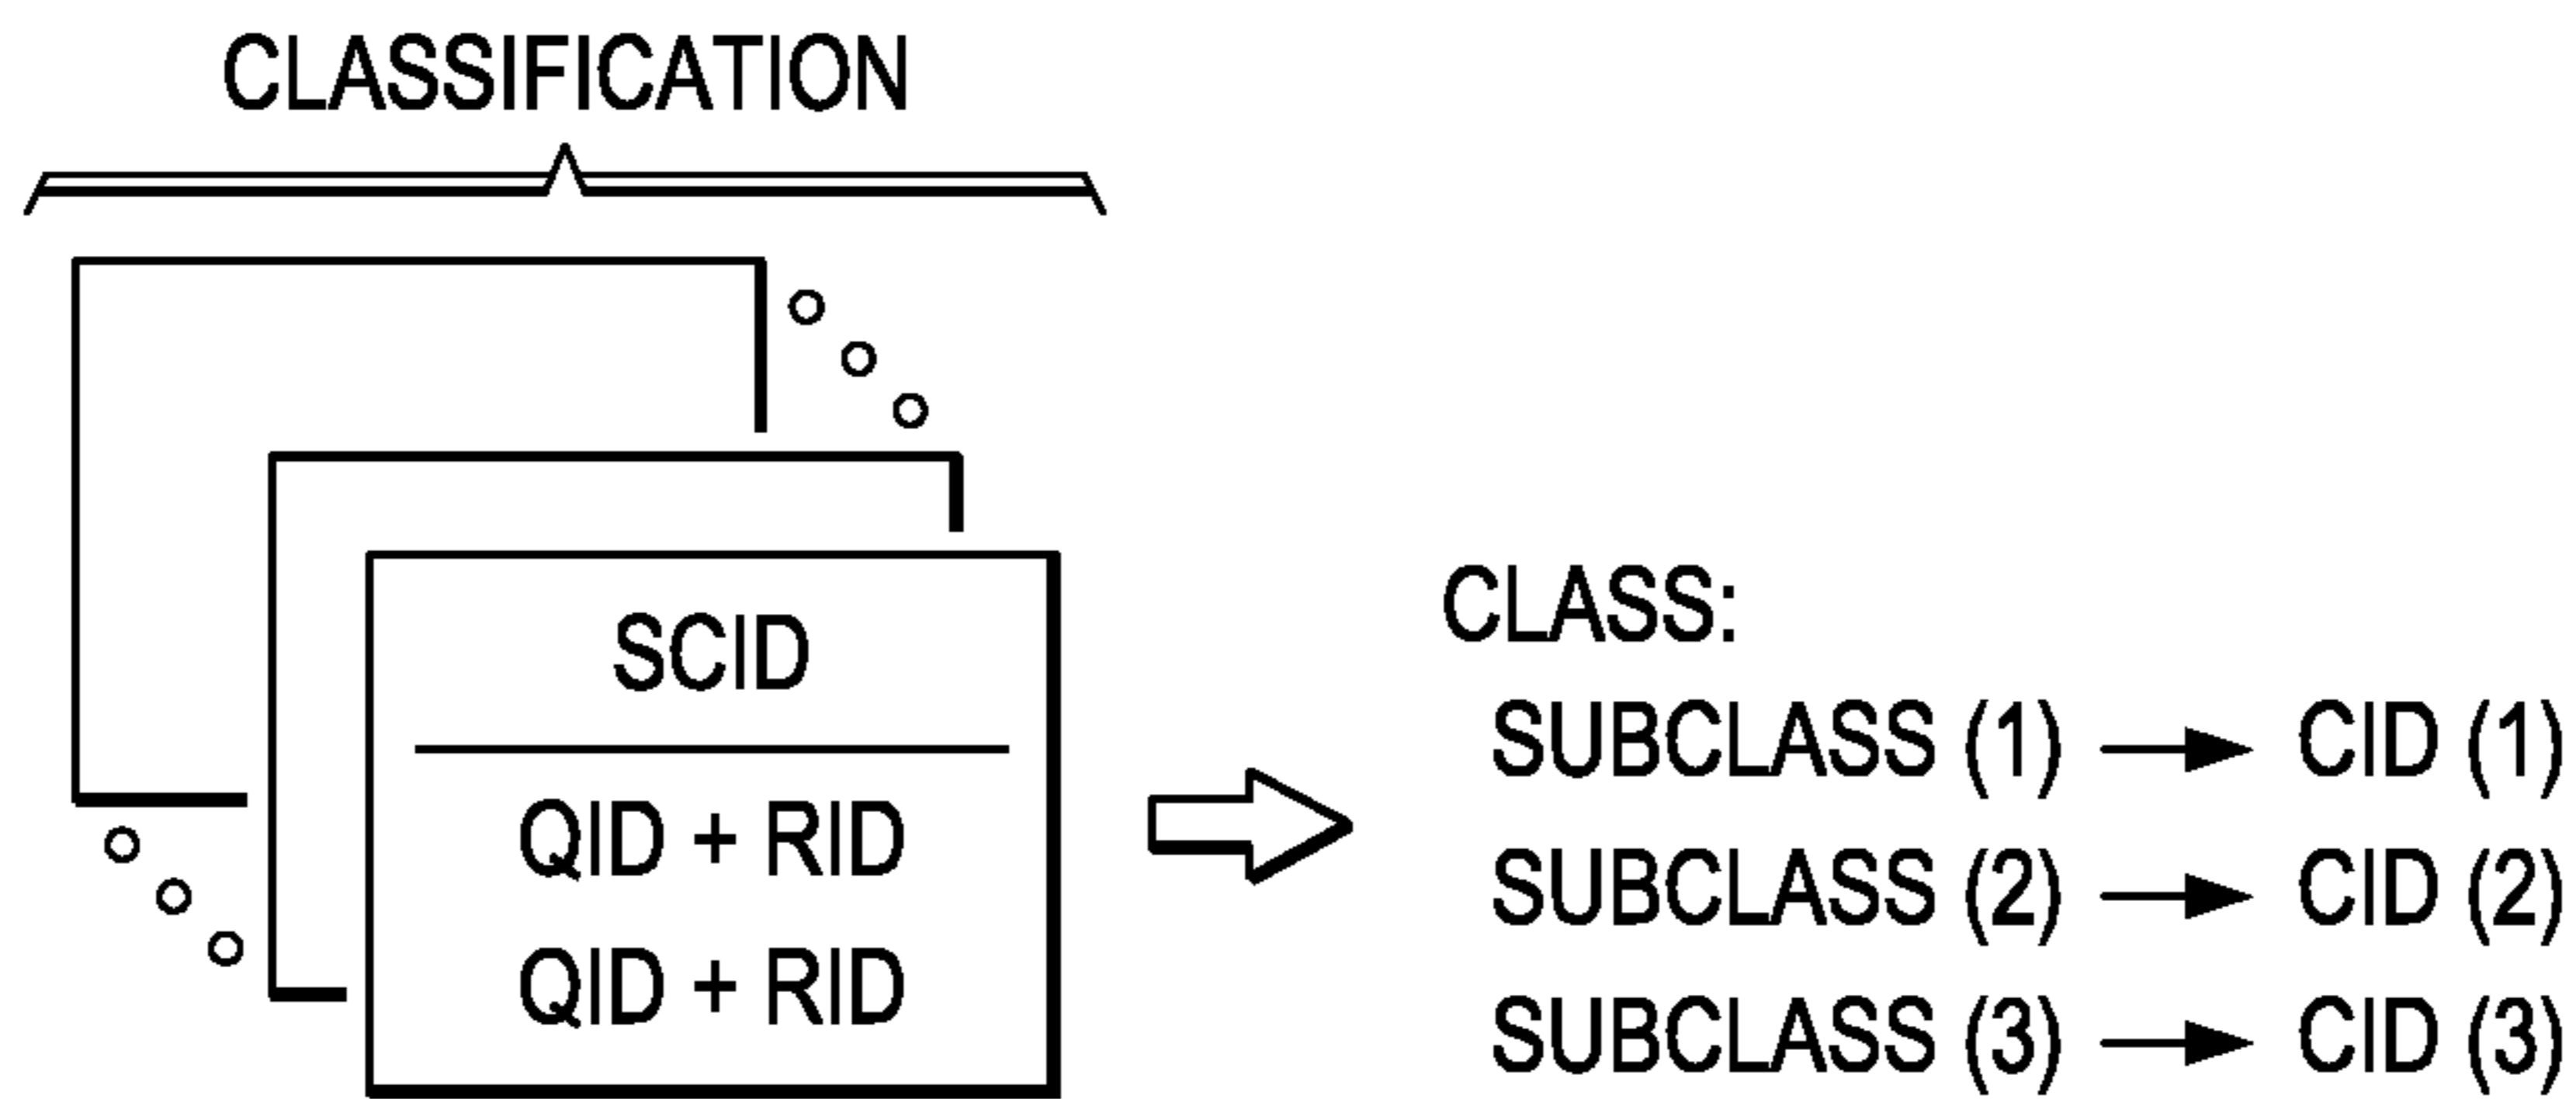 CLASSIFICATION
SCID
QID + RID
QID + RID
CLASS:
SUBCLASS (1) → CID (1)
SUBCLASS (2) → CID (2)
SUBCLASS (3) → CID (3)